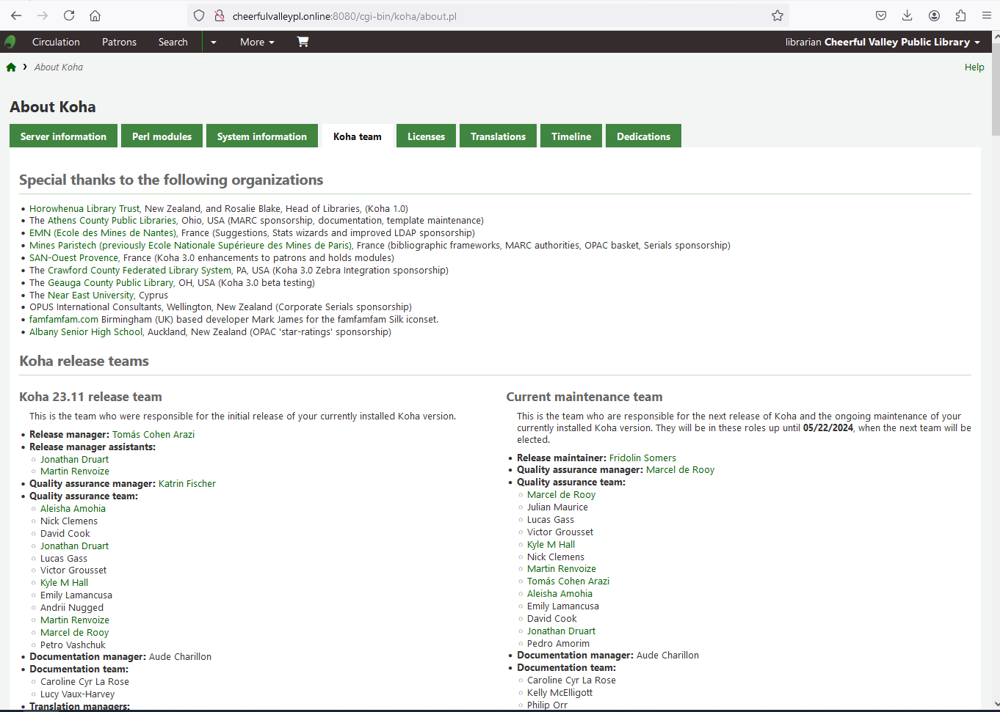 cheerfulvalleypl.online:8080/cgi-bin/koha/about.pl
Circulation Patrons Search More librarian Cheerful Valley Public Library
About Koha Help
About Koha
Server information Perl modules System information Koha team Licenses Translations Timeline Dedications
Special thanks to the following organizations
Horowhenua Library Trust, New Zealand, and Rosalie Blake, Head of Libraries, (Koha 1.0)
The Athens County Public Libraries, Ohio, USA (MARC sponsorship, documentation, template maintenance)
EMN (Ecole des Mines de Nantes), France (Suggestions, Stats wizards and improved LDAP sponsorship)
Mines Paristech (previously Ecole Nationale Supérieure des Mines de Paris), France (bibliographic frameworks, MARC authorities, OPAC basket, Serials sponsorship)
SAN-Ouest Provence, France (Koha 3.0 enhancements to patrons and holds modules)
The Crawford County Federated Library System, PA, USA (Koha 3.0 Zebra Integration sponsorship)
The Geauga County Public Library, OH, USA (Koha 3.0 beta testing)
The Near East University, Cyprus
OPUS International Consultants, Wellington, New Zealand (Corporate Serials sponsorship)
famfamfam.com Birmingham (UK) based developer Mark James for the famfamfam Silk iconset.
Albany Senior High School, Auckland, New Zealand (OPAC 'star-ratings' sponsorship)
Koha release teams
Koha 23.11 release team
This is the team who were responsible for the initial release of your currently installed Koha version.
Release manager: Tomás Cohen Arazi
Release manager assistants:
Jonathan Druart
Martin Renvoize
Quality assurance manager: Katrin Fischer
Quality assurance team:
Aleisha Amohia
Nick Clemens
David Cook
Jonathan Druart
Lucas Gass
Victor Grousset
Kyle M Hall
Emily Lamancusa
Andrii Nugged
Martin Renvoize
Marcel de Rooy
Petro Vashchuk
Documentation manager: Aude Charillon
Documentation team:
Caroline Cyr La Rose
Lucy Vaux-Harvey
Translation managers:
Current maintenance team
This is the team who are responsible for the next release of Koha and the ongoing maintenance of your
currently installed Koha version. They will be in these roles up until 05/22/2024, when the next team will be
elected.
Release maintainer: Fridolin Somers
Quality assurance manager: Marcel de Rooy
Quality assurance team:
Marcel de Rooy
Julian Maurice
Lucas Gass
Victor Grousset
Kyle M Hall
Nick Clemens
Martin Renvoize
Tomás Cohen Arazi
Aleisha Amohia
Emily Lamancusa
David Cook
Jonathan Druart
Pedro Amorim
Documentation manager: Aude Charillon
Documentation team:
Caroline Cyr La Rose
Kelly McElligott
Philip Orr